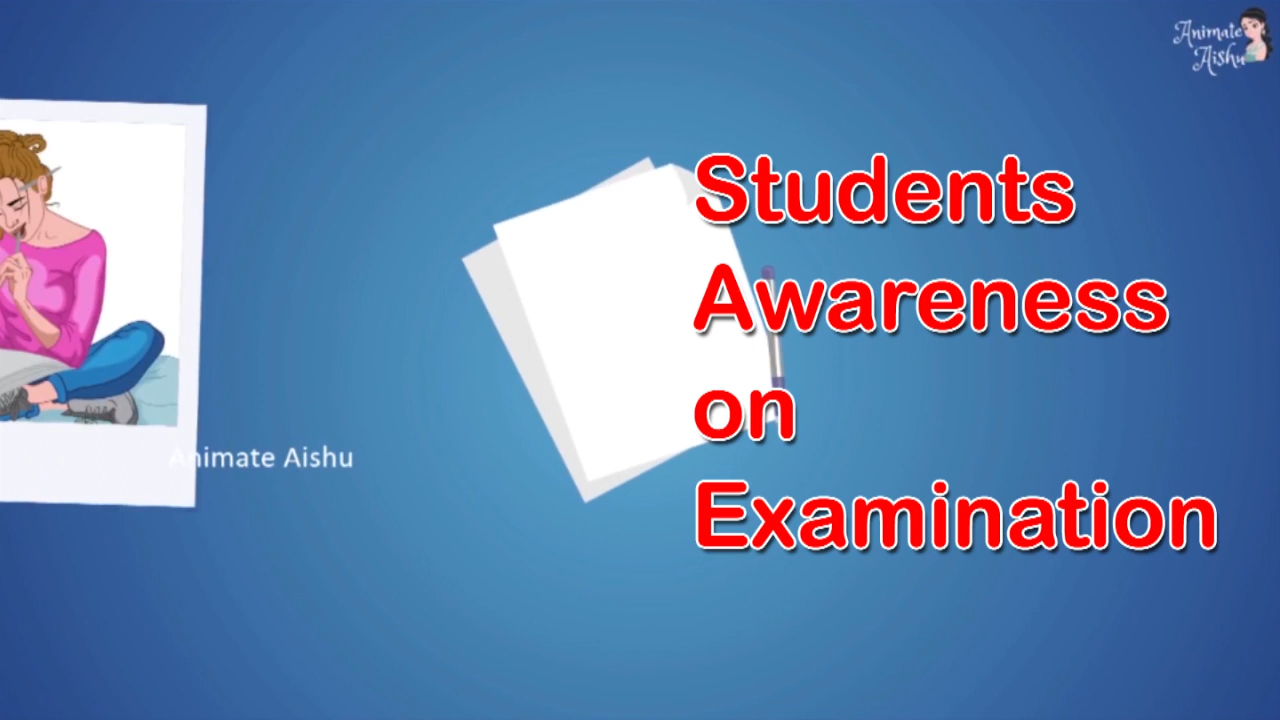 Animate
Aishu
Students
Awareness
on
Examination
Animate Aishu